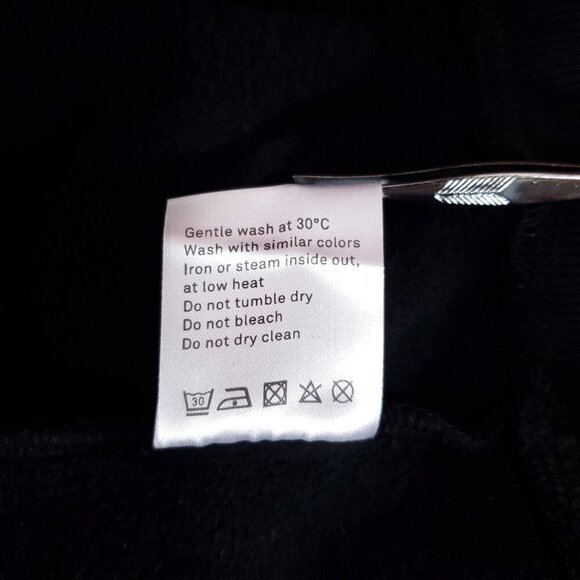 Gentle wash at 30°C
Wash with similar colors
Iron or steam inside out,
at low heat
Do not tumble dry
Do not bleach
Do not dry clean
30